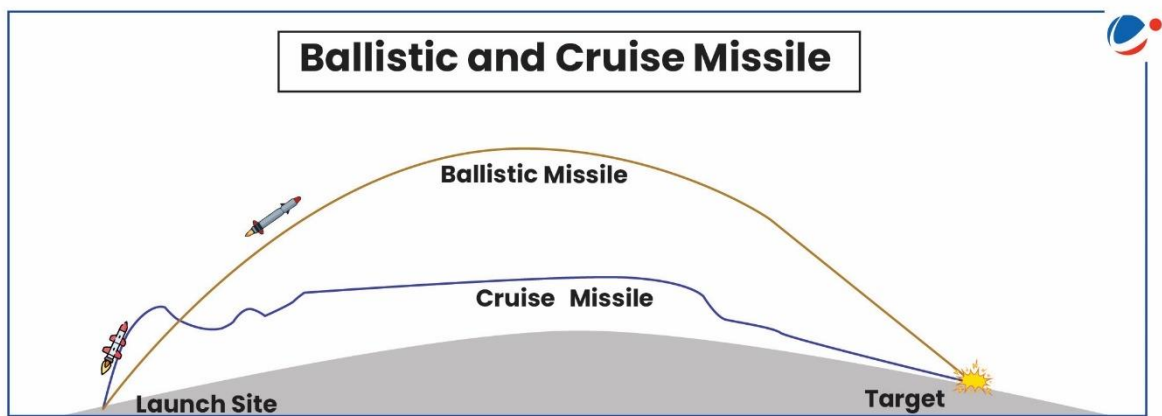 Ballistic and Cruise Missile
Ballistic Missile
Cruise Missile
Launch Site
Target